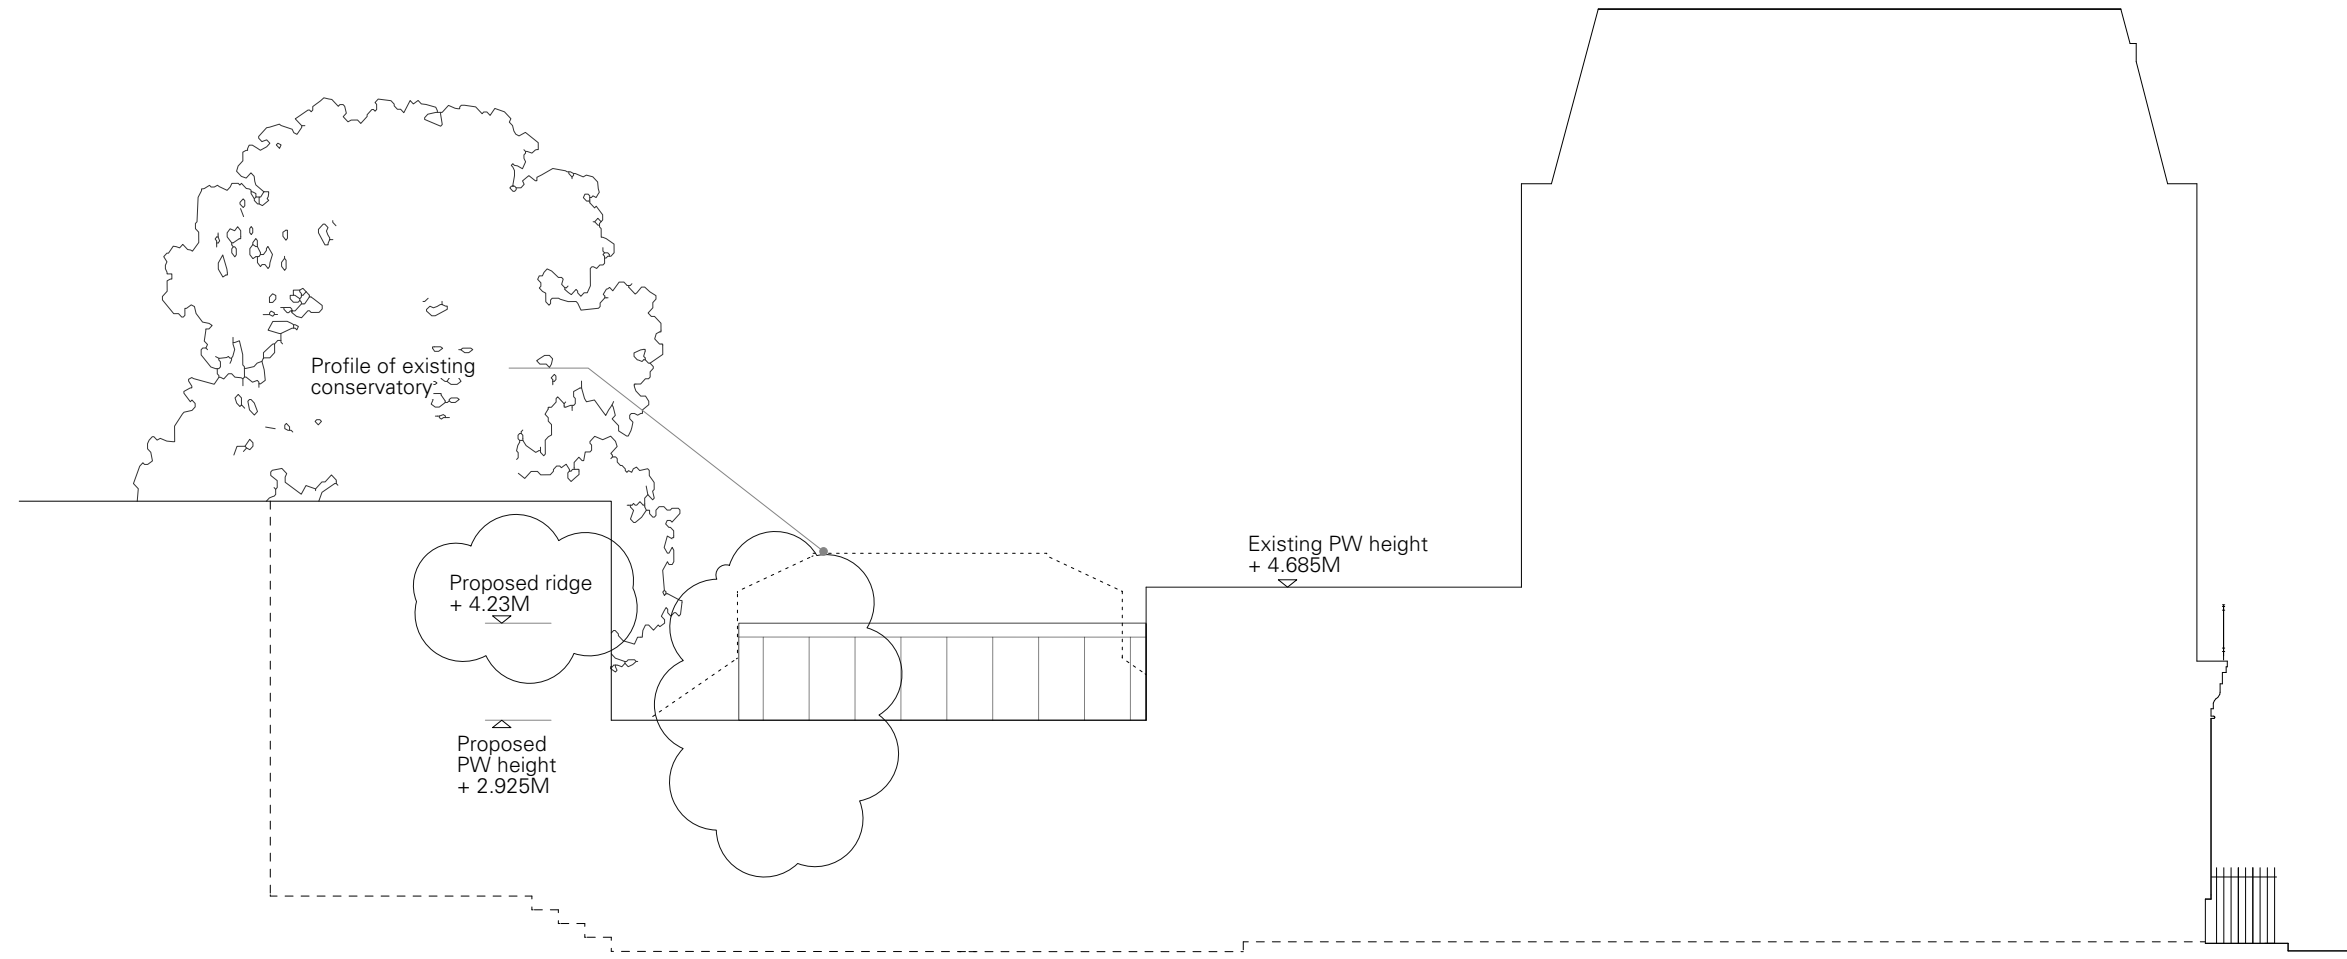 Profile of existing
conservatory
Proposed ridge
+ 4.23M
Proposed
PW height
+ 2.925M
Existing PW height
+ 4.685M